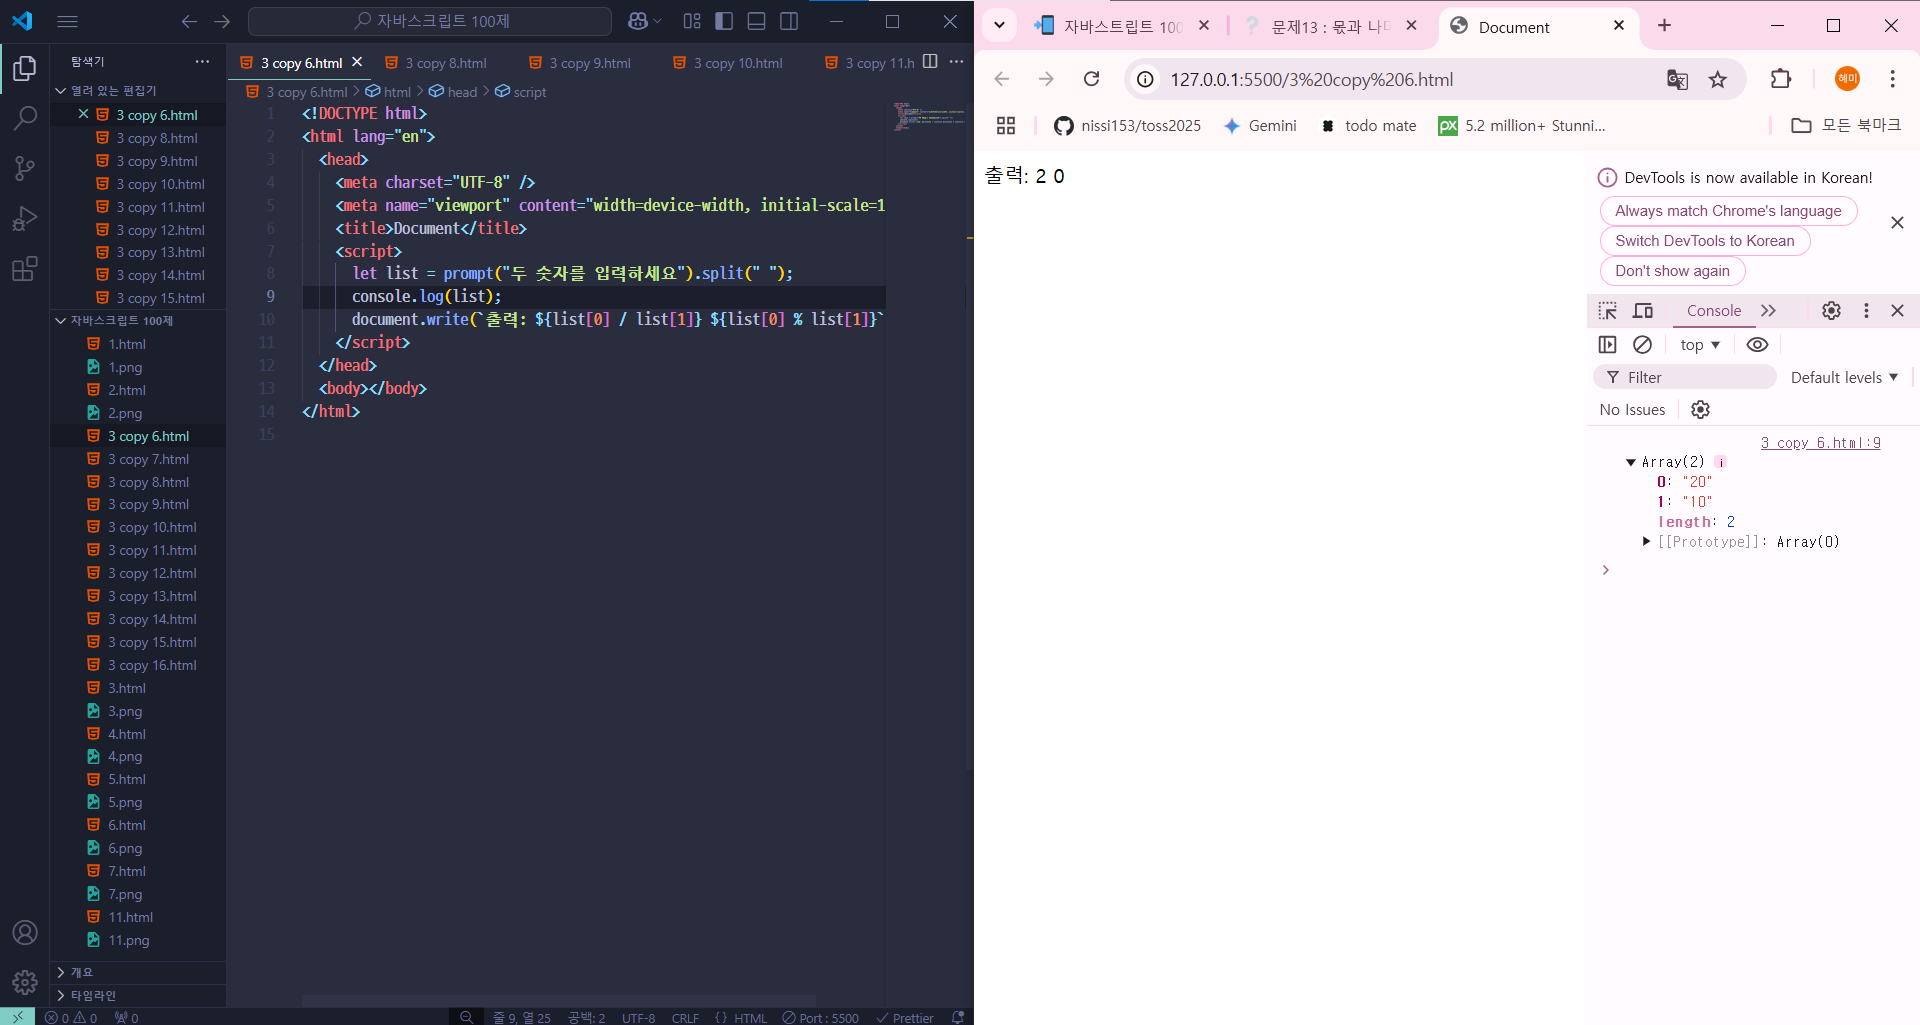 자바스크립트 100제
탐색기
열려 있는 편집기
3 copy 6.html
3 copy 8.html
3 copy 9.html
3 copy 10.html
3 copy 11.html
3 copy 12.html
3 copy 13.html
3 copy 14.html
3 copy 15.html
자바스크립트 100제
1.html
1.png
2.html
2.png
3 copy 6.html
3 copy 7.html
3 copy 8.html
3 copy 9.html
3 copy 10.html
3 copy 11.html
3 copy 12.html
3 copy 13.html
3 copy 14.html
3 copy 15.html
3 copy 16.html
3.html
3.png
4.html
4.png
5.html
5.png
6.html
6.png
7.html
7.png
11.html
11.png
개요
타임라인
3 copy 6.html 3 copy 8.html 3 copy 9.html 3 copy 10.html 3 copy 11.h
3 copy 6.html > html > head > script
1 <!DOCTYPE html>
2 <html lang="en">
3 <head>
4 <meta charset="UTF-8" />
5 <meta name="viewport" content="width=device-width, initial-scale=1
6 <title>Document</title>
7 <script>
8 let list = prompt("두 숫자를 입력하세요").split(" ");
9 console.log(list);
10 document.write(`출력: ${list[0] / list[1]} ${list[0] % list[1]}`
11 </script>
12 </head>
13 <body></body>
14 </html>
15
0 0 0 줄 9, 열 25 공백: 2 UTF-8 CRLF {} HTML Port : 5500 Prettier
자바스트립트 100 문제13 : 몫과 나머 Document
127.0.0.1:5500/3%20copy%206.html 혜미
nissi153/toss2025 Gemini todo mate PX 5.2 million+ Stunni... 모든 북마크
출력: 2 0
DevTools is now available in Korean!
Always match Chrome's language
Switch DevTools to Korean
Don't show again
Console
top
Filter Default levels
No Issues
3 copy 6.html:9
Array(2) i
0: "20"
1: "10"
length: 2
[[Prototype]]: Array(0)